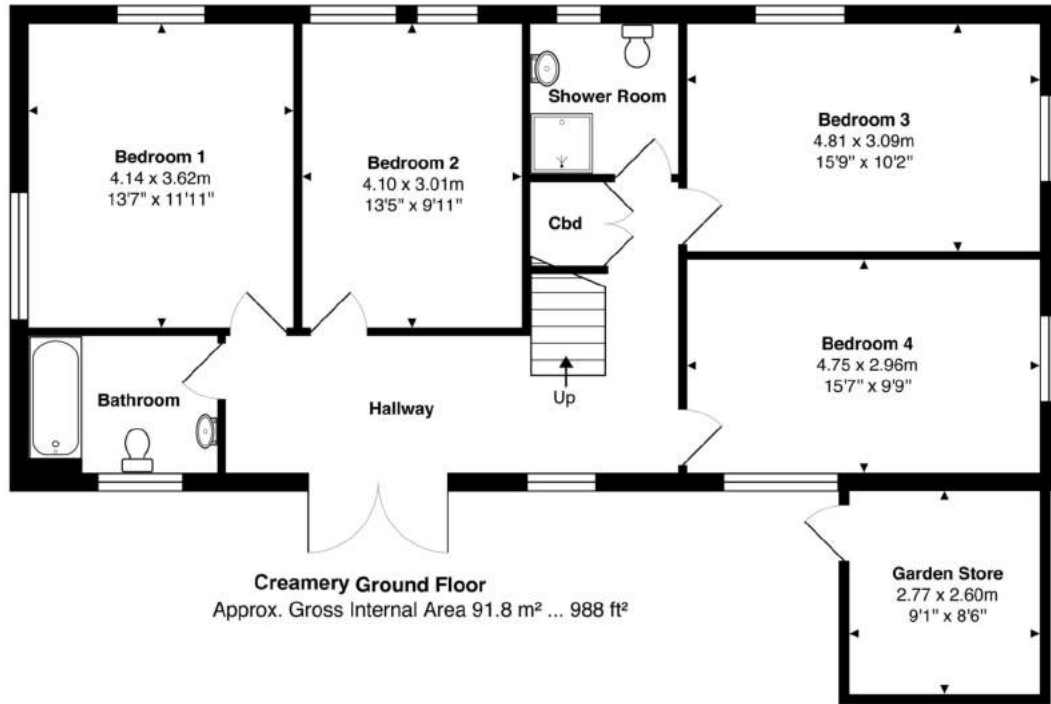 Bedroom 1
4.14 x 3.62m
13'7" x 11'11"
Bedroom 2
4.10 x 3.01m
13'5" x 9'11"
Shower Room
Cbd
Bedroom 3
4.81 x 3.09m
15'9" x 10'2"
Bedroom 4
4.75 x 2.96m
15'7" x 9'9"
Bathroom
Hallway
Up
Garden Store
2.77 x 2.60m
9'1" x 8'6"
Creamery Ground Floor
Approx. Gross Internal Area 91.8 m² ... 988 ft²